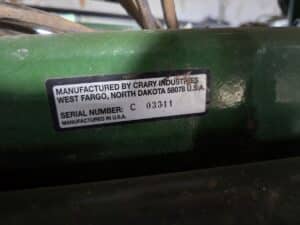 MANUFACTURED BY CRARY INDUSTRIES
WEST FARGO, NORTH DAKOTA 58078 U.S.A.
SERIAL NUMBER: C 03311
MANUFACTURED IN U.S.A.